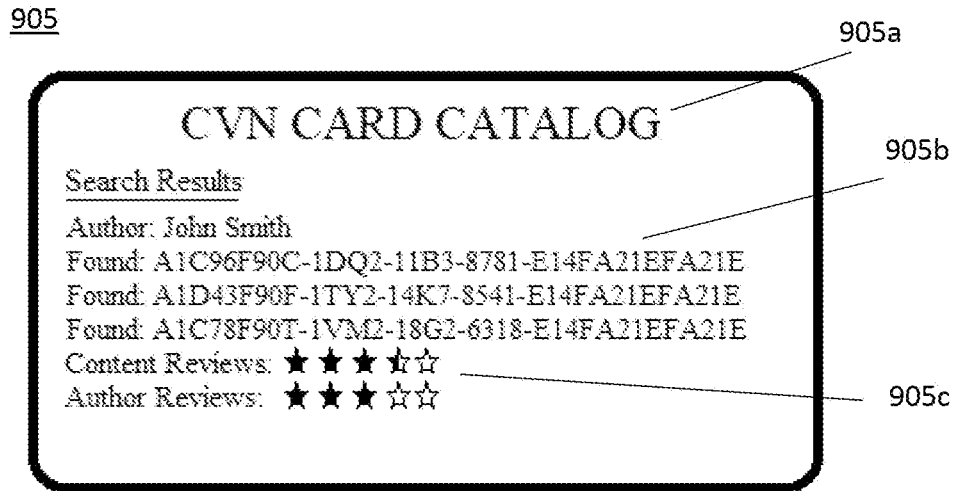 905
905a
CVN CARD CATALOG
905b
Search Results
Author: John Smith
Found: A1C96F90C-1DQ2-11B3-8781-E14FA21EFA21E
Found: A1D43F90F-1TY2-14K7-8541-E14FA21EFA21E
Found: A1C78F90T-1VM2-18G2-6318-E14FA21EFA21E
Content Reviews:
Author Reviews:
905c